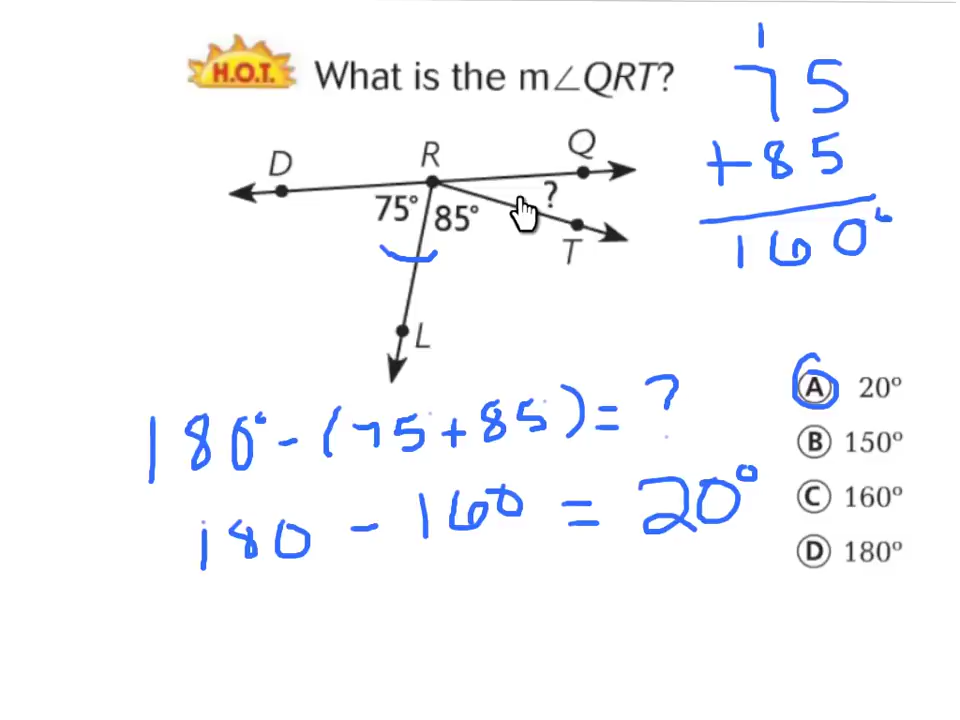 H.O.T. What is the m∠QRT?
1
75
+85
160°
D R Q
75° 85° ?
T
L
A 20°
B 150°
C 160°
D 180°
180° - (75+85) = ?
180 - 160 = 20°